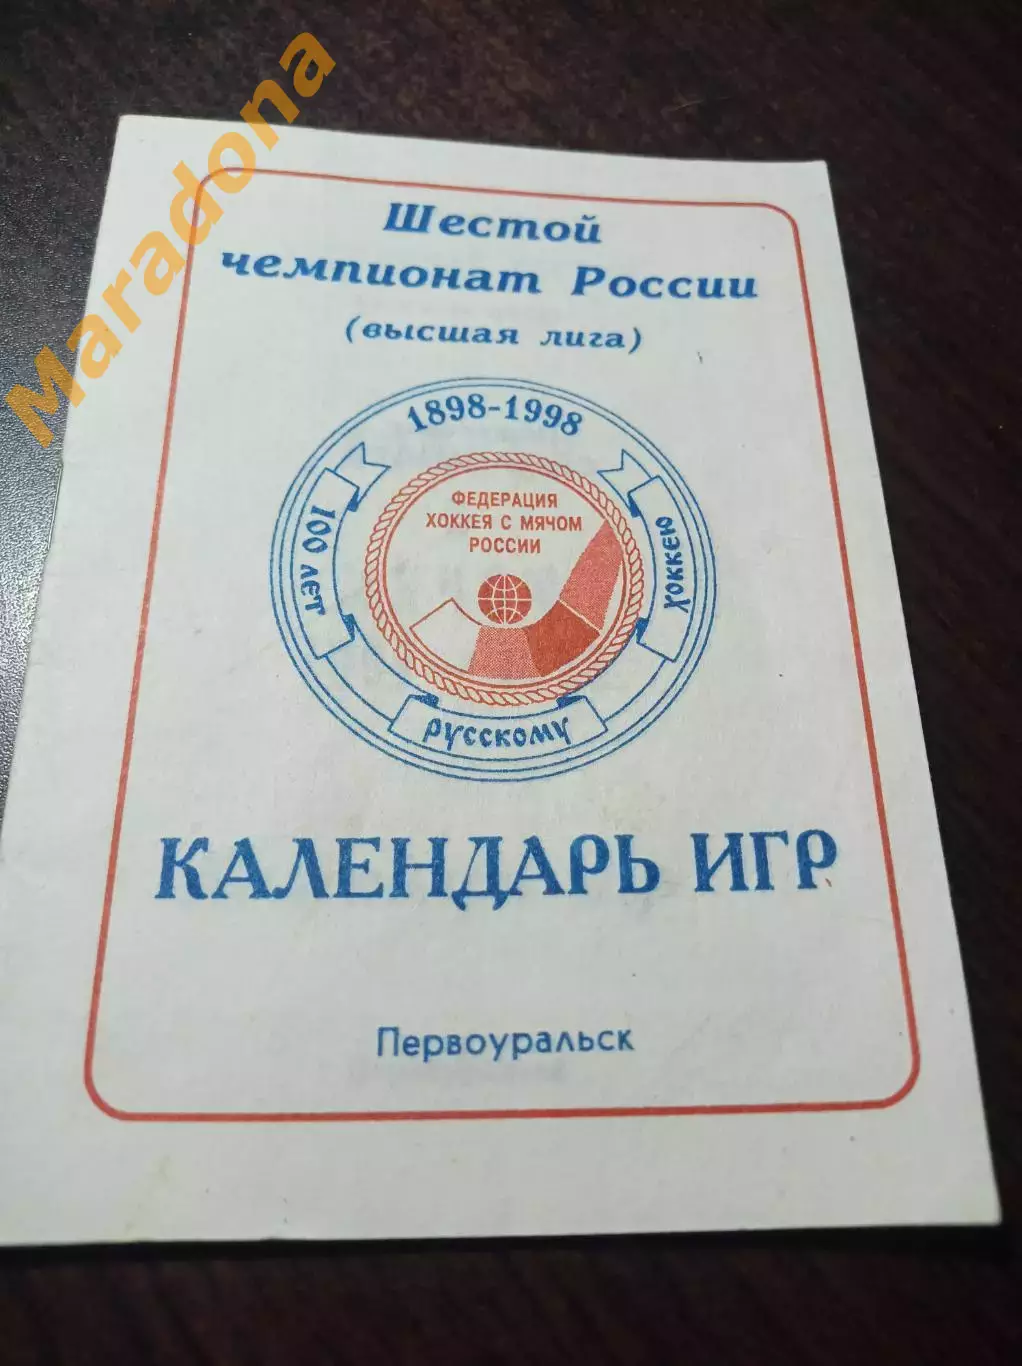 Maradona
Шестой
чемпионат России
(высшая лига)
1898-1998
100 лет
русскому
хоккею
ФЕДЕРАЦИЯ
ХОККЕЯ С МЯЧОМ
РОССИИ
КАЛЕНДАРЬ ИГР
Первоуральск